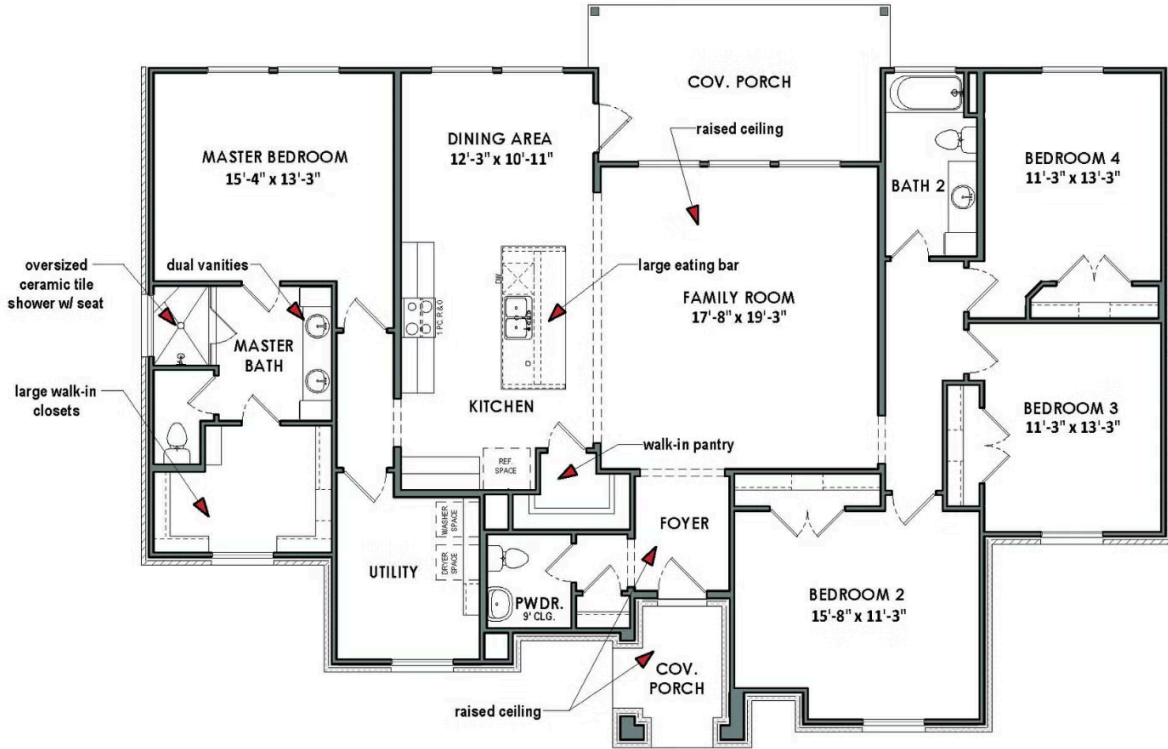 COV. PORCH
raised ceiling
DINING AREA
12'-3" x 10'-11"
MASTER BEDROOM
15'-4" x 13'-3"
BEDROOM 4
11'-3" x 13'-3"
BATH 2
oversized
ceramic tile
shower w/ seat
dual vanities
large eating bar
DW
1 PC. R & O
FAMILY ROOM
17'-8" x 19'-3"
MASTER
BATH
large walk-in
closets
KITCHEN
BEDROOM 3
11'-3" x 13'-3"
walk-in pantry
REF.
SPACE
WASHER
SPACE
FOYER
DRYER
SPACE
UTILITY
PWDR.
9' CLG.
BEDROOM 2
15'-8" x 11'-3"
COV.
PORCH
raised ceiling